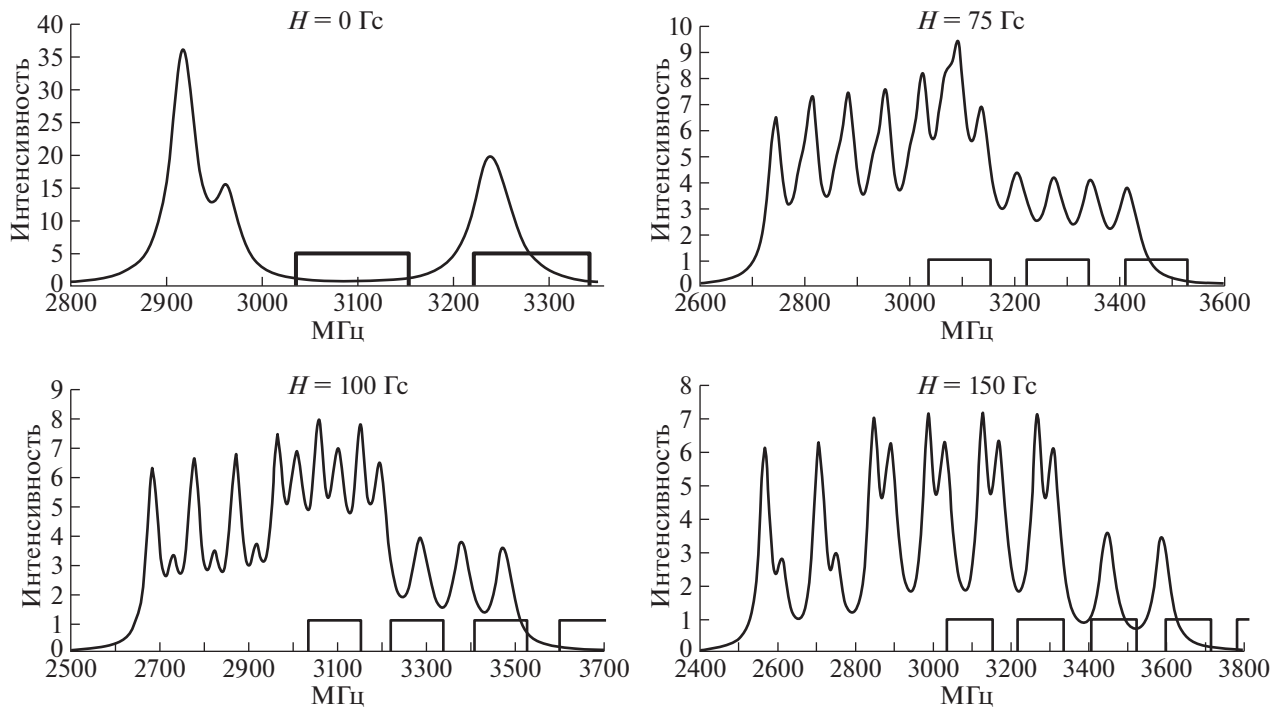 H = 0 Гс
40
35
30
25
20
15
10
5
0
Интенсивность
2800 2900 3000 3100 3200 3300
МГц
H = 75 Гс
10
9
8
7
6
5
4
3
2
1
0
Интенсивность
2600 2800 3000 3200 3400 3600
МГц
H = 100 Гс
9
8
7
6
5
4
3
2
1
0
Интенсивность
2500 2700 2900 3100 3300 3500 3700
МГц
H = 150 Гс
8
7
6
5
4
3
2
1
0
Интенсивность
2400 2600 2800 3000 3200 3400 3600 3800
МГц